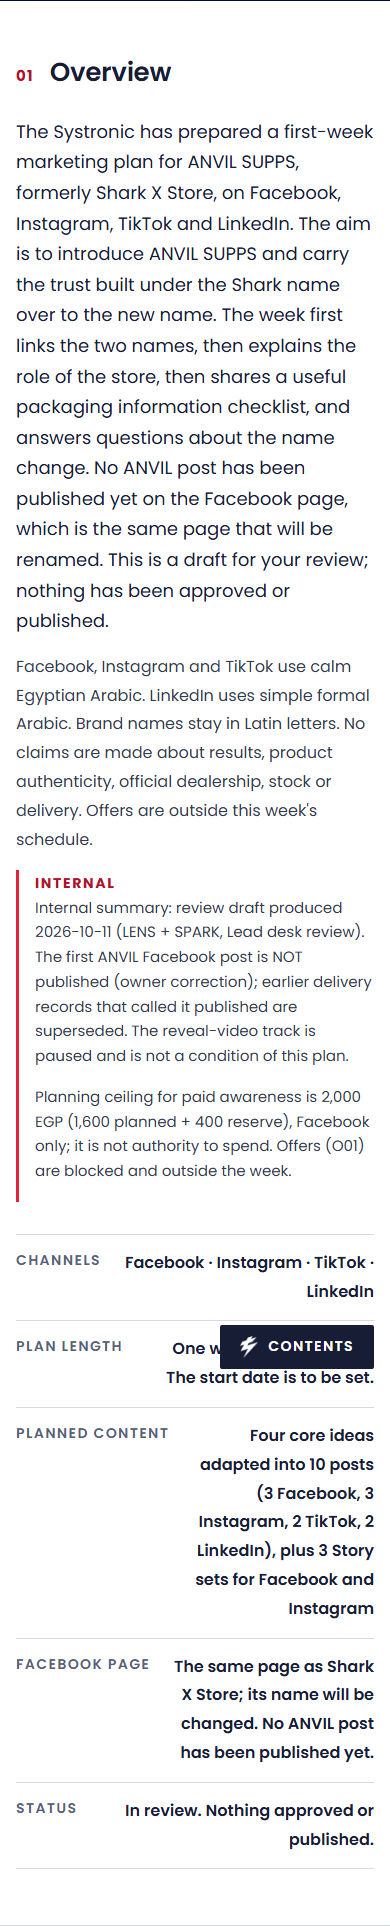 01 Overview
The Systronic has prepared a first-week
marketing plan for ANVIL SUPPS,
formerly Shark X Store, on Facebook,
Instagram, TikTok and LinkedIn. The aim
is to introduce ANVIL SUPPS and carry
the trust built under the Shark name
over to the new name. The week first
links the two names, then explains the
role of the store, then shares a useful
packaging information checklist, and
answers questions about the name
change. No ANVIL post has been
published yet on the Facebook page,
which is the same page that will be
renamed. This is a draft for your review;
nothing has been approved or
published.
Facebook, Instagram and TikTok use calm
Egyptian Arabic. LinkedIn uses simple formal
Arabic. Brand names stay in Latin letters. No
claims are made about results, product
authenticity, official dealership, stock or
delivery. Offers are outside this week's
schedule.
INTERNAL
Internal summary: review draft produced
2026-10-11 (LENS + SPARK, Lead desk review).
The first ANVIL Facebook post is NOT
published (owner correction); earlier delivery
records that called it published are
superseded. The reveal-video track is
paused and is not a condition of this plan.
Planning ceiling for paid awareness is 2,000
EGP (1,600 planned + 400 reserve), Facebook
only; it is not authority to spend. Offers (O01)
are blocked and outside the week.
CHANNELS Facebook · Instagram · TikTok ·
LinkedIn
PLAN LENGTH One
CONTENTS
The start date is to be set.
PLANNED CONTENT Four core ideas
adapted into 10 posts
(3 Facebook, 3
Instagram, 2 TikTok, 2
LinkedIn), plus 3 Story
sets for Facebook and
Instagram
FACEBOOK PAGE The same page as Shark
X Store; its name will be
changed. No ANVIL post
has been published yet.
STATUS In review. Nothing approved or
published.